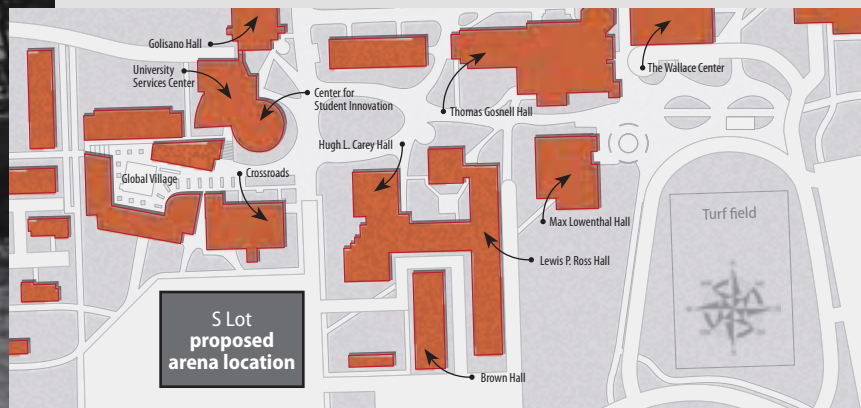 Golisano Hall
University
Services Center
Center for
Student Innovation
The Wallace Center
Thomas Gosnell Hall
Hugh L. Carey Hall
Global Village
Crossroads
Max Lowenthal Hall
Turf field
Lewis P. Ross Hall
S Lot
proposed
arena location
Brown Hall